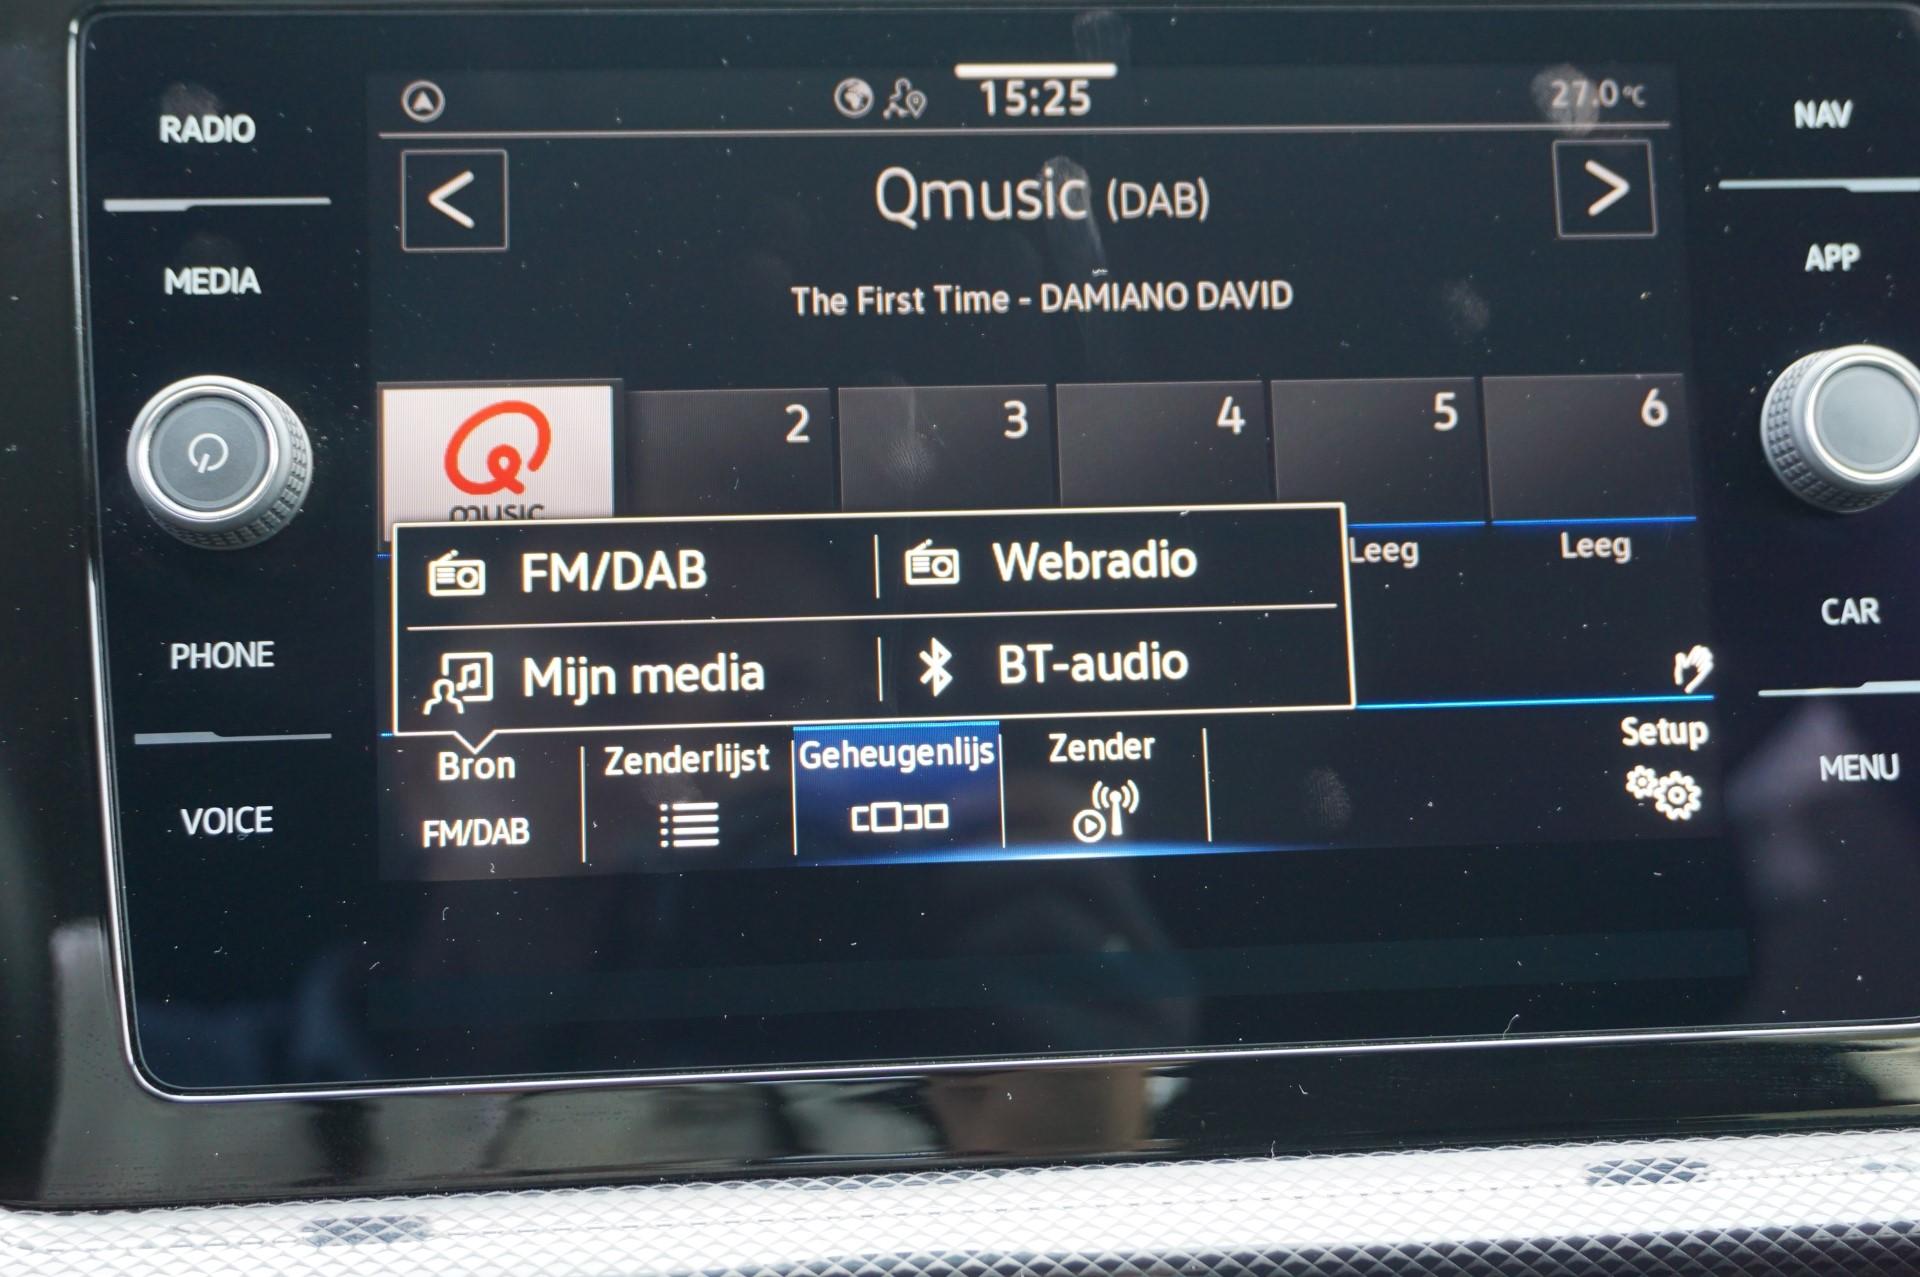 RADIO
MEDIA
PHONE
VOICE
15:25
27.0°C
Qmusic (DAB)
The First Time - DAMIANO DAVID
music
2
3
4
5
6
Leeg
Leeg
FM/DAB
Webradio
Mijn media
BT-audio
Bron
FM/DAB
Zenderlijst
Geheugenlijs
Zender
Setup
NAV
APP
CAR
MENU